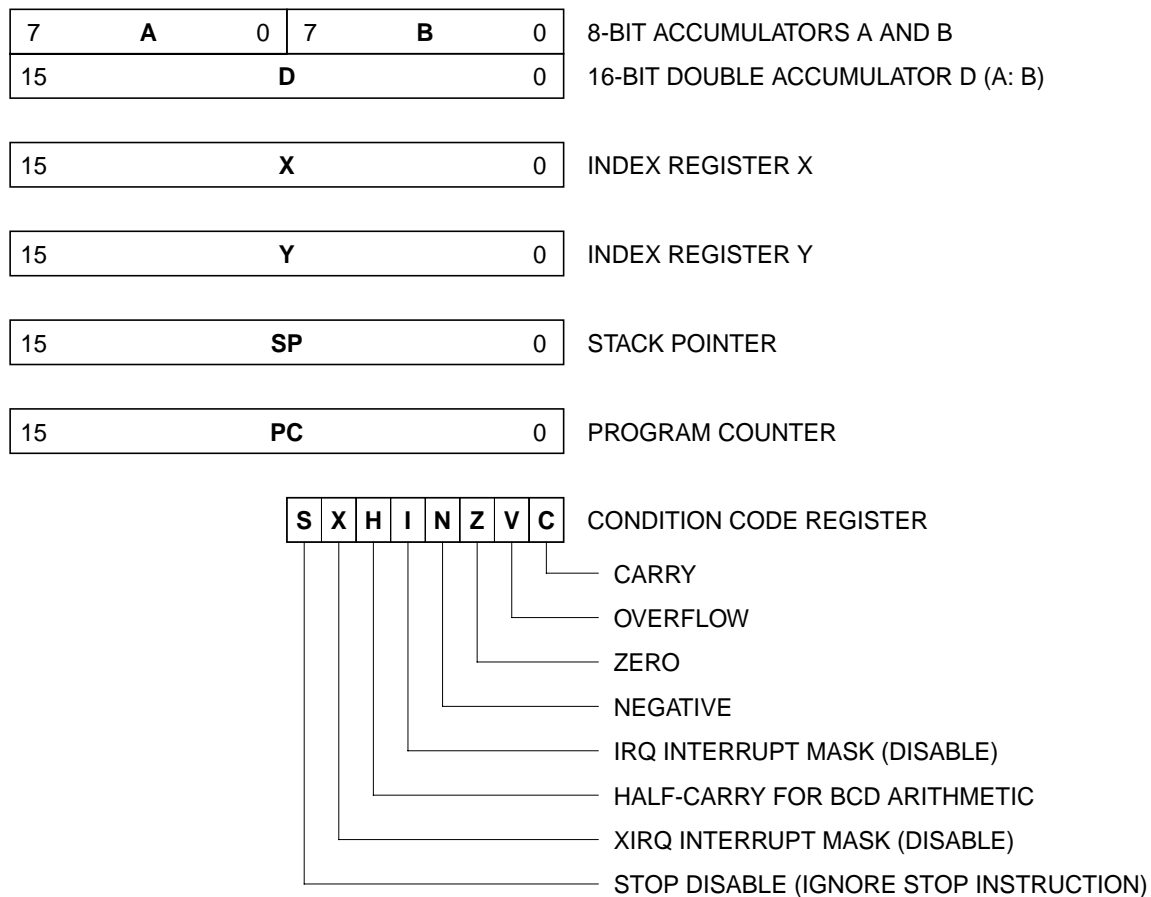 7 A 0 7 B 0 8-BIT ACCUMULATORS A AND B
15 D 0 16-BIT DOUBLE ACCUMULATOR D (A: B)
15 X 0 INDEX REGISTER X
15 Y 0 INDEX REGISTER Y
15 SP 0 STACK POINTER
15 PC 0 PROGRAM COUNTER
S X H I N Z V C CONDITION CODE REGISTER
CARRY
OVERFLOW
ZERO
NEGATIVE
IRQ INTERRUPT MASK (DISABLE)
HALF-CARRY FOR BCD ARITHMETIC
XIRQ INTERRUPT MASK (DISABLE)
STOP DISABLE (IGNORE STOP INSTRUCTION)